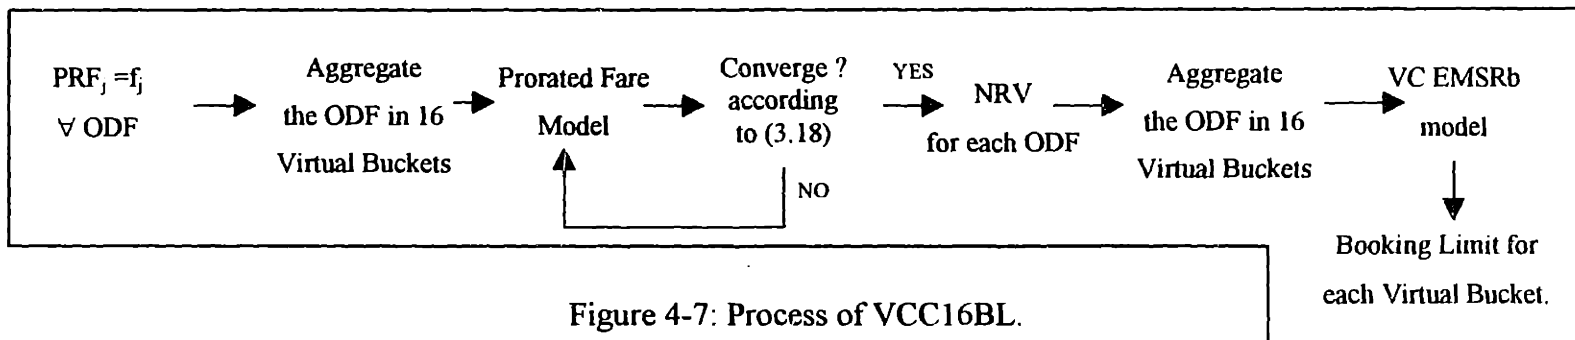 PRFj =fj
∀ ODF
Aggregate
the ODF in 16
Virtual Buckets
Prorated Fare
Model
Converge ?
according
to (3.18)
YES
NO
NRV
for each ODF
Aggregate
the ODF in 16
Virtual Buckets
VC EMSRb
model
Booking Limit for
each Virtual Bucket.
Figure 4-7: Process of VCC16BL.